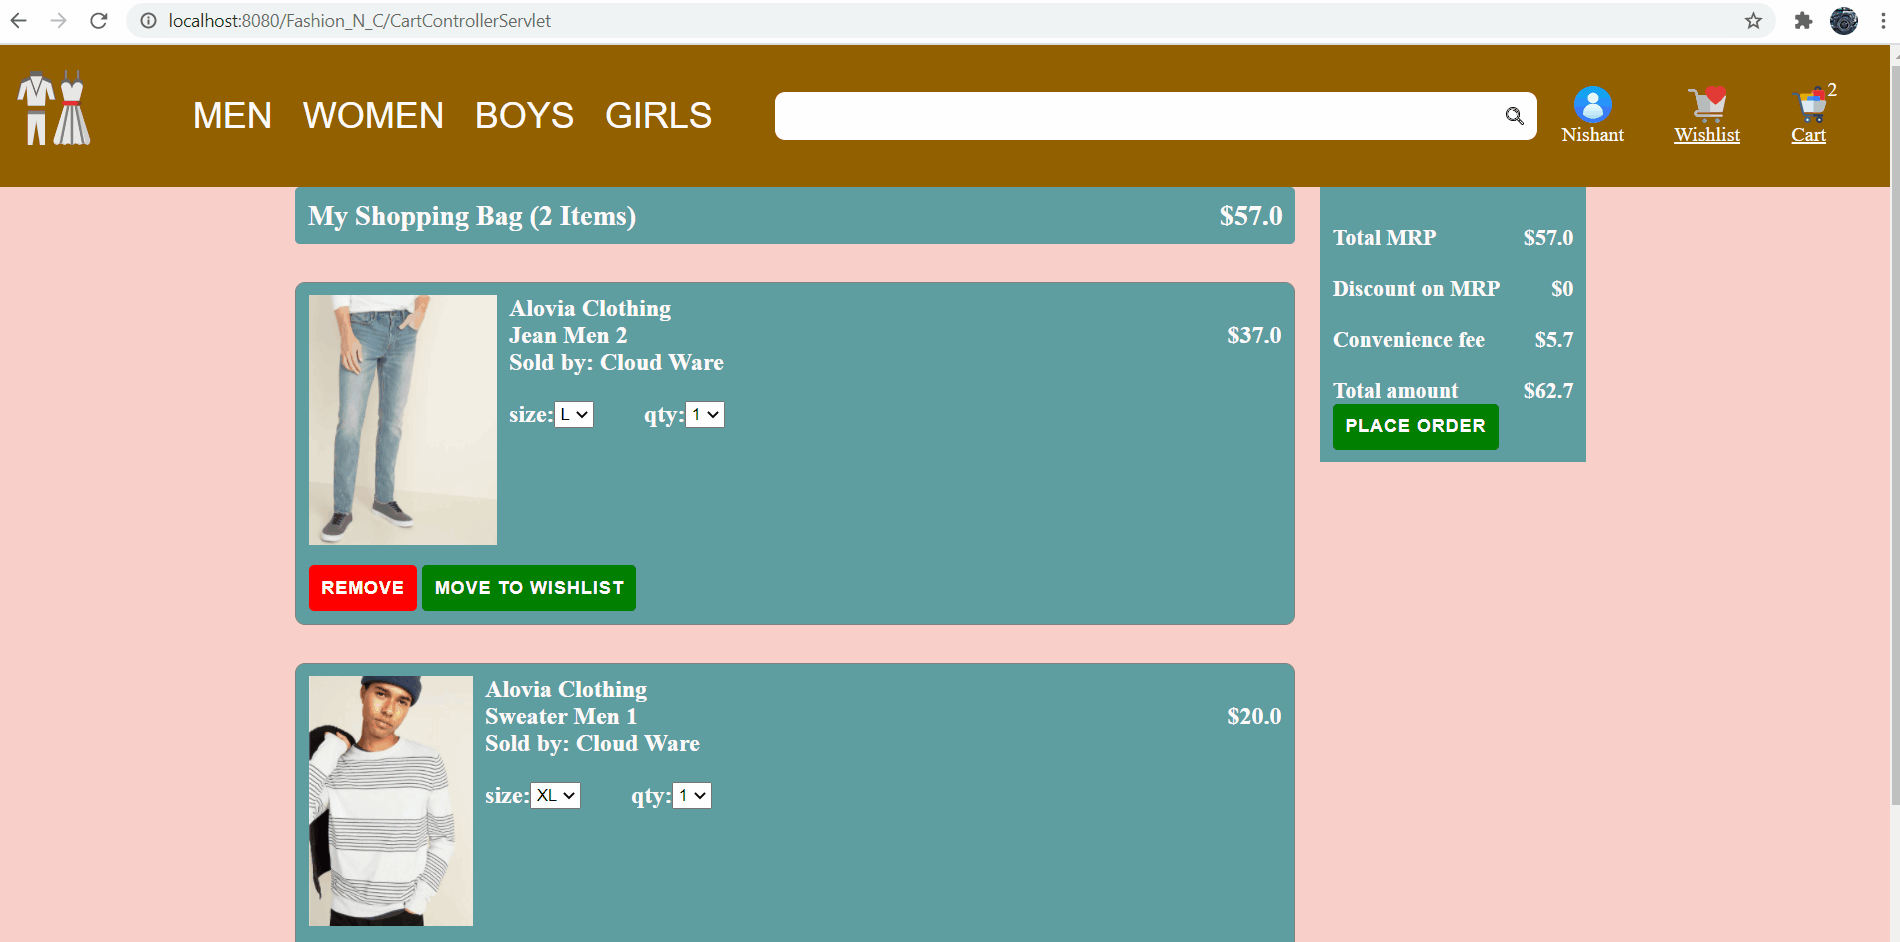 localhost:8080/Fashion_N_C/CartControllerServlet
MEN WOMEN BOYS GIRLS
Nishant
Wishlist
2
Cart
My Shopping Bag (2 Items) $57.0
Alovia Clothing
Jean Men 2 $37.0
Sold by: Cloud Ware
size: L qty: 1
REMOVE MOVE TO WISHLIST
Alovia Clothing
Sweater Men 1 $20.0
Sold by: Cloud Ware
size: XL qty: 1
Total MRP $57.0
Discount on MRP $0
Convenience fee $5.7
Total amount $62.7
PLACE ORDER